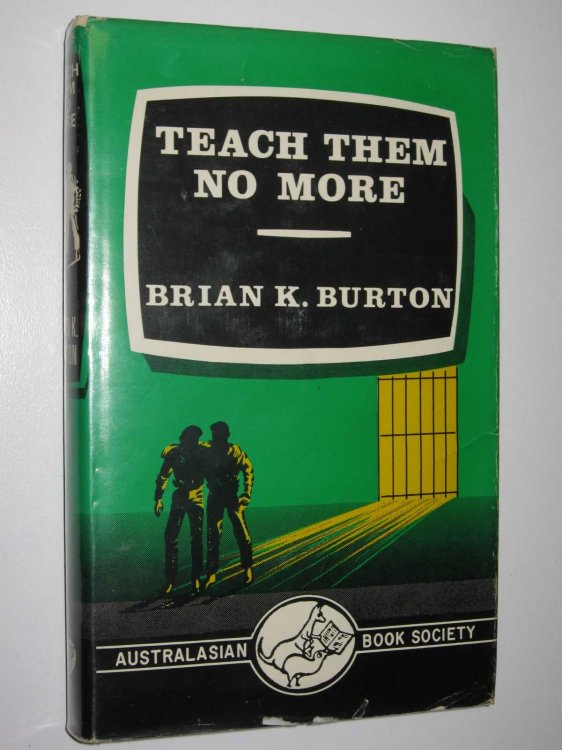 TEACH THEM
NO MORE
BRIAN K. BURTON
AUSTRALASIAN BOOK SOCIETY